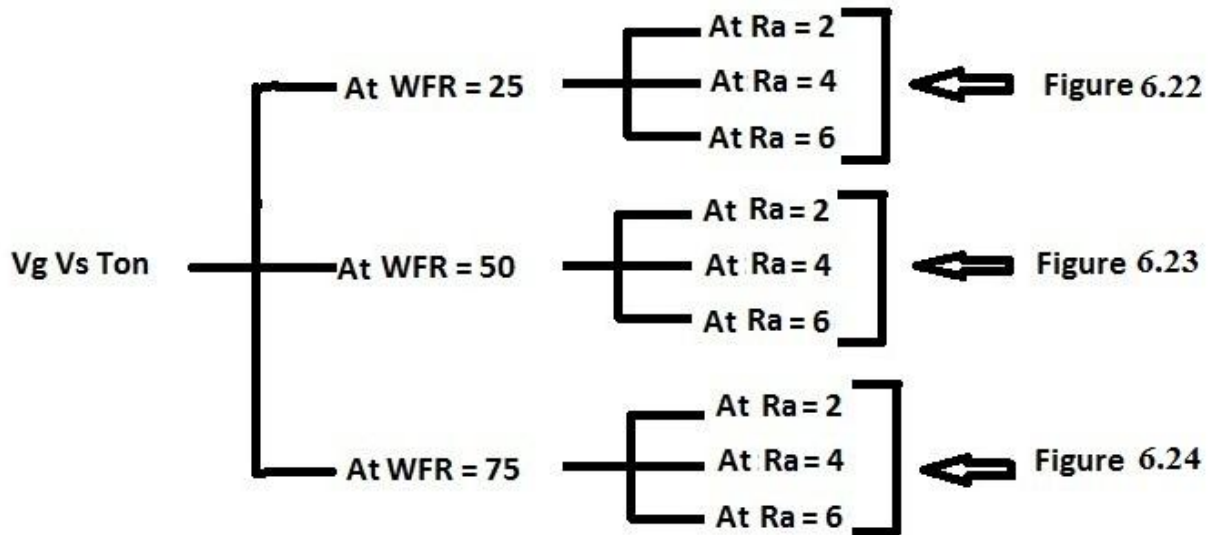 At Ra = 2
At WFR = 25
At Ra = 4
Figure 6.22
At Ra = 6
At Ra = 2
Vg Vs Ton
At WFR = 50
At Ra = 4
Figure 6.23
At Ra = 6
At Ra = 2
At WFR = 75
At Ra = 4
Figure 6.24
At Ra = 6